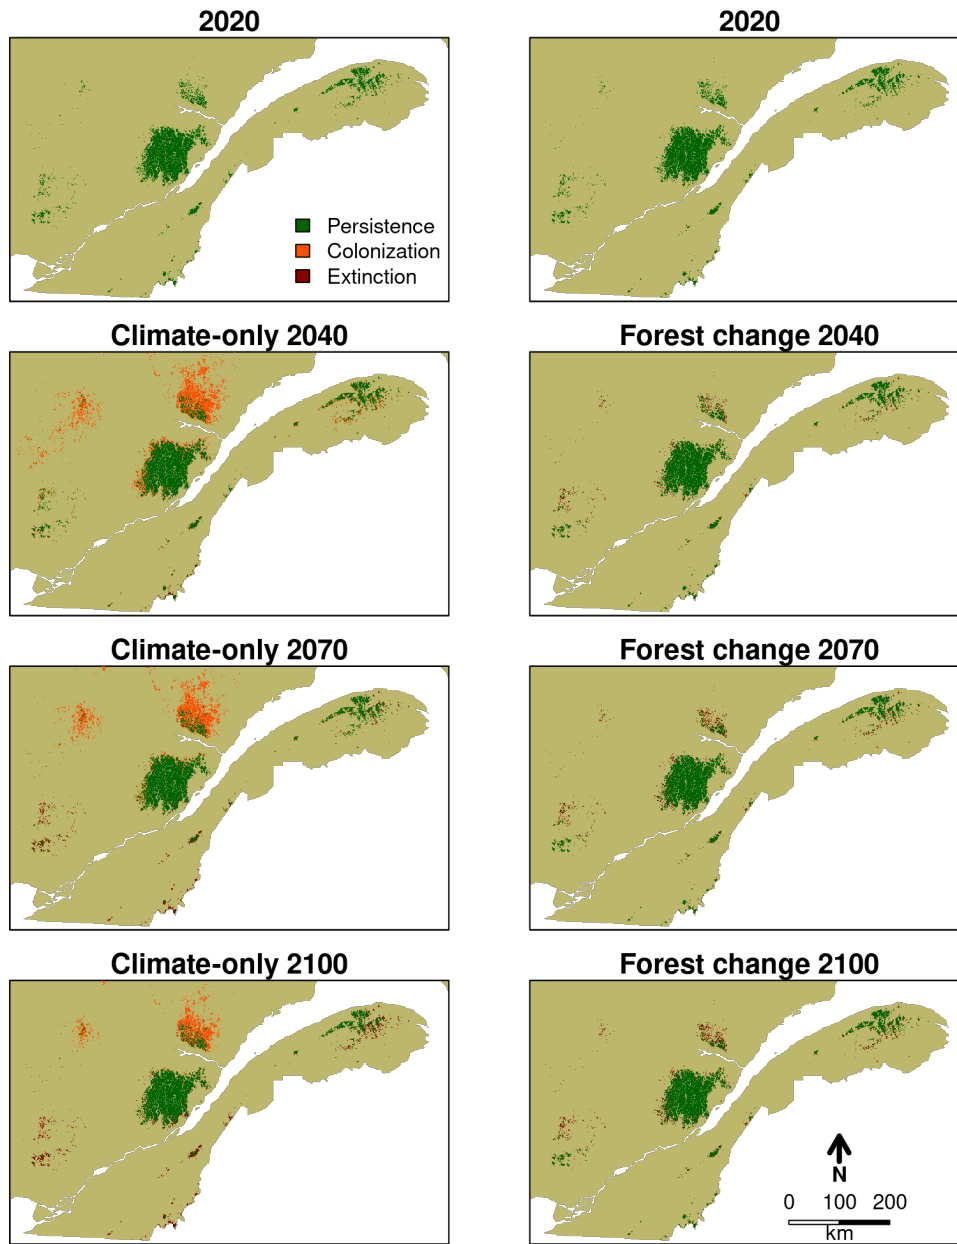 2020
2020
Persistence
Colonization
Extinction
Climate-only 2040
Forest change 2040
Climate-only 2070
Forest change 2070
Climate-only 2100
Forest change 2100
N
0 100 200
km